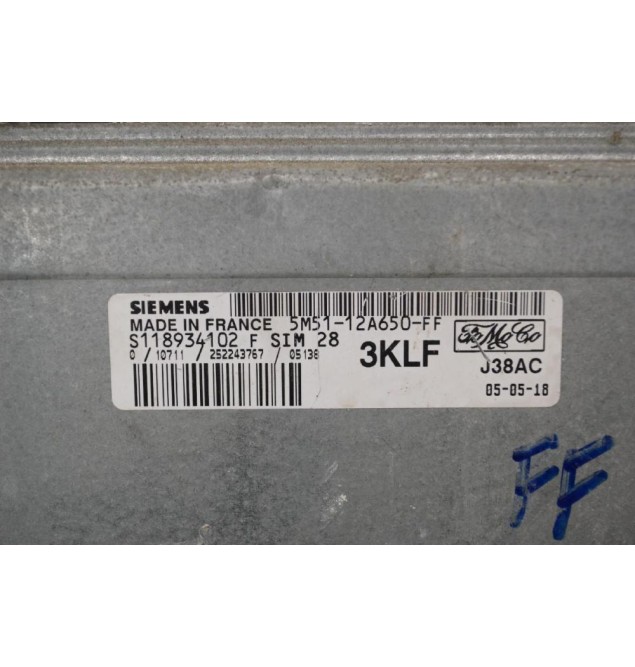 SIEMENS
MADE IN FRANCE 5M51-12A650-FF
S118934102 F SIM 28
0 / 10711 / 252243767 / 05138
3KLF
FoMoCo
J38AC
05-05-18
FF